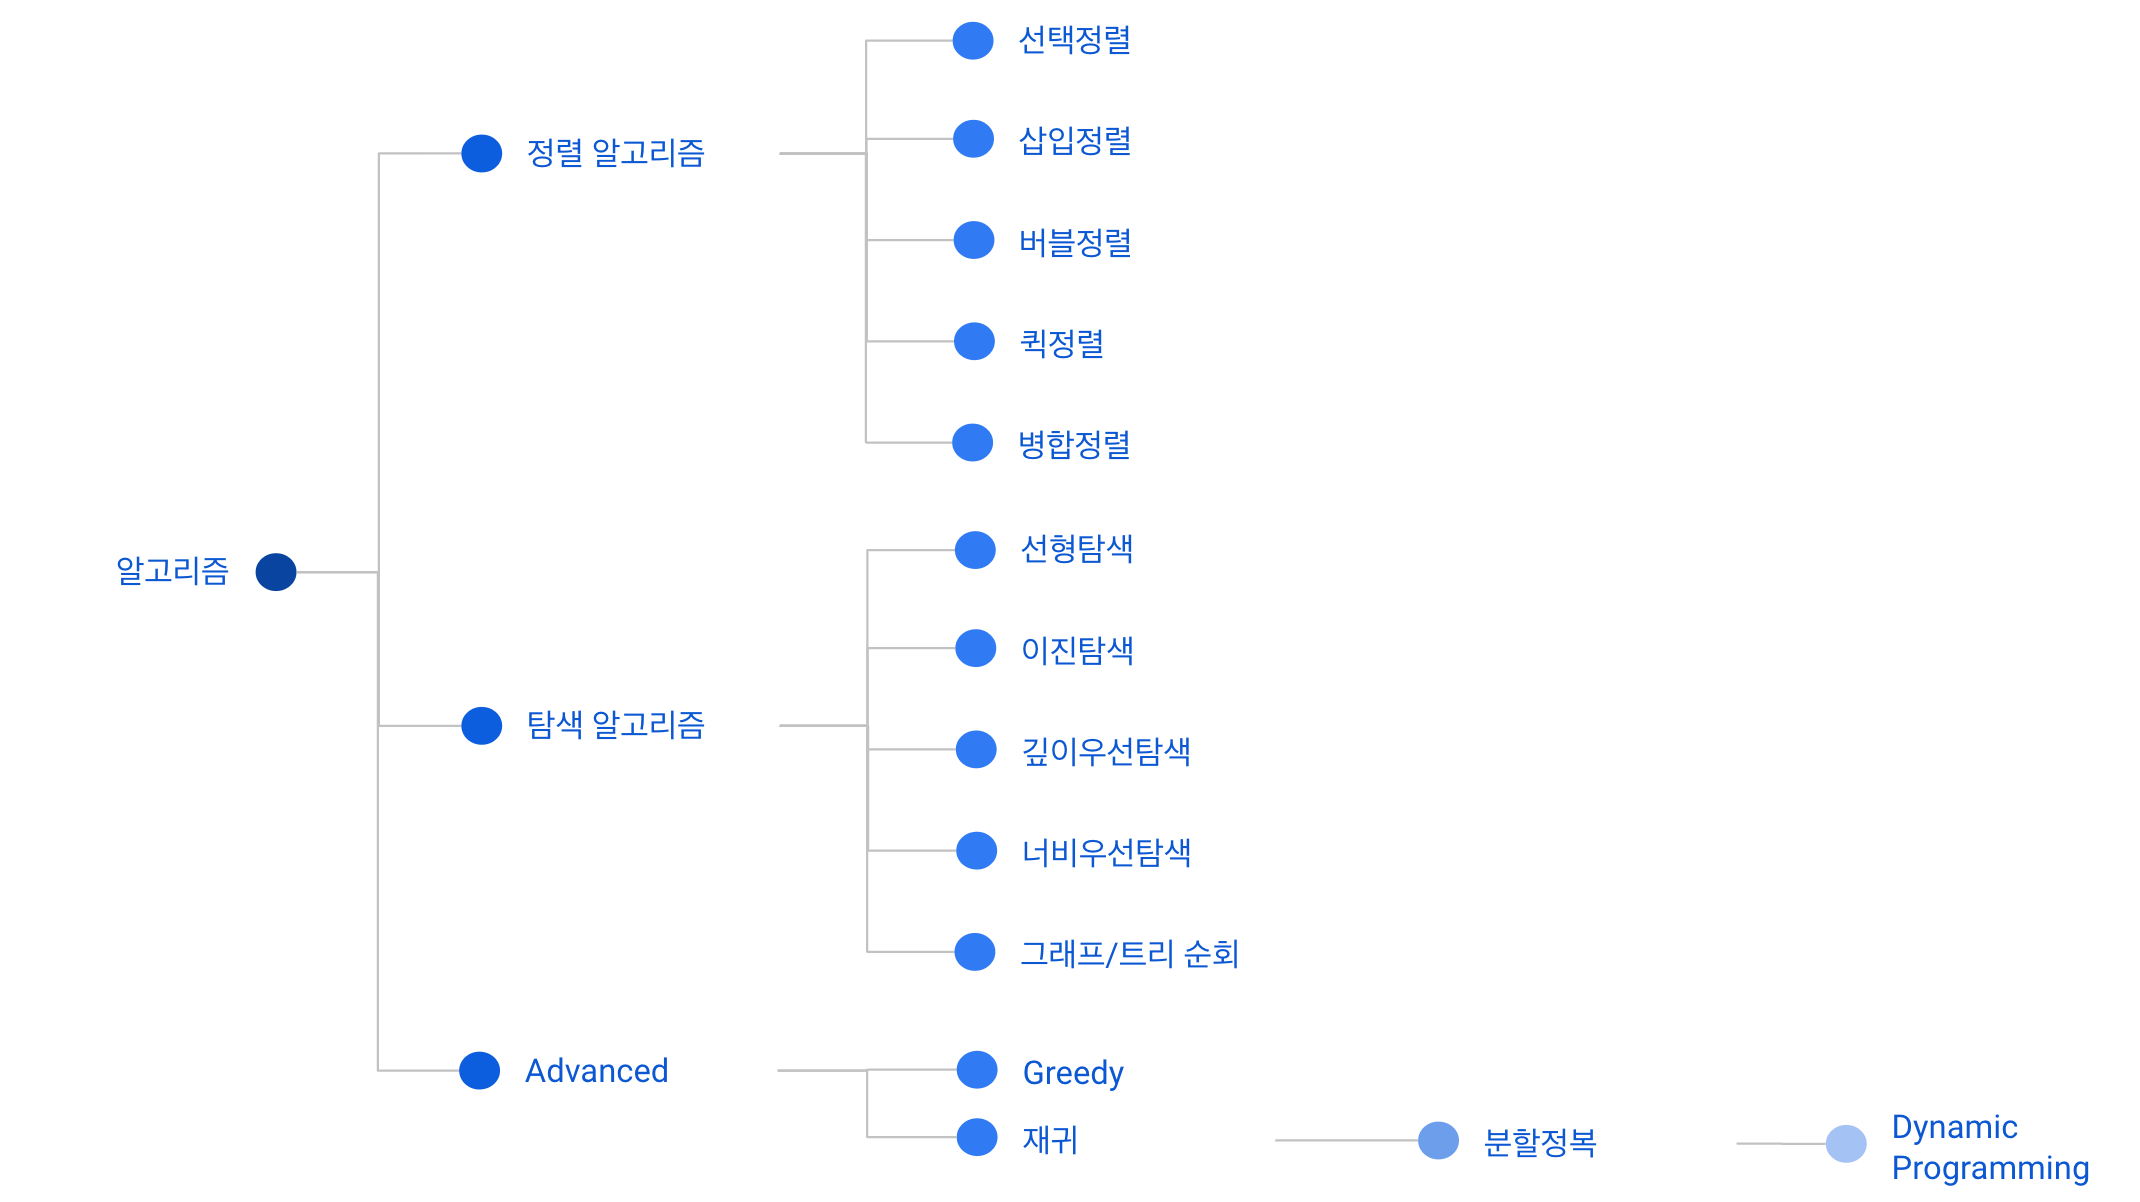 알고리즘
정렬 알고리즘
선택정렬
삽입정렬
버블정렬
퀵정렬
병합정렬
탐색 알고리즘
선형탐색
이진탐색
깊이우선탐색
너비우선탐색
그래프/트리 순회
Advanced
Greedy
재귀
분할정복
Dynamic
Programming